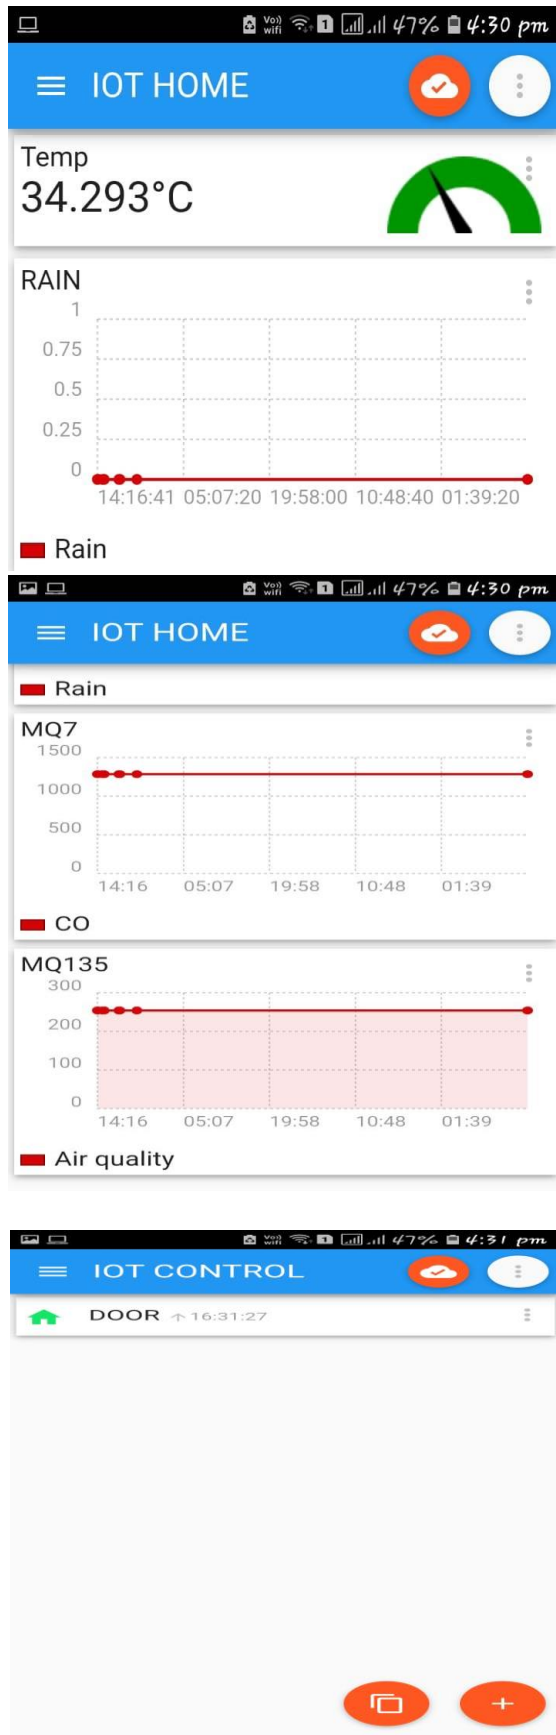 Vo) wifi 1 47% 4:30 pm
IOT HOME
Temp
34.293°C
RAIN
1
0.75
0.5
0.25
0
14:16:41 05:07:20 19:58:00 10:48:40 01:39:20
Rain
Vo) wifi 1 47% 4:30 pm
IOT HOME
Rain
MQ7
1500
1000
500
0
14:16 05:07 19:58 10:48 01:39
CO
MQ135
300
200
100
0
14:16 05:07 19:58 10:48 01:39
Air quality
Vo) wifi 1 47% 4:31 pm
IOT CONTROL
DOOR ↑ 16:31:27